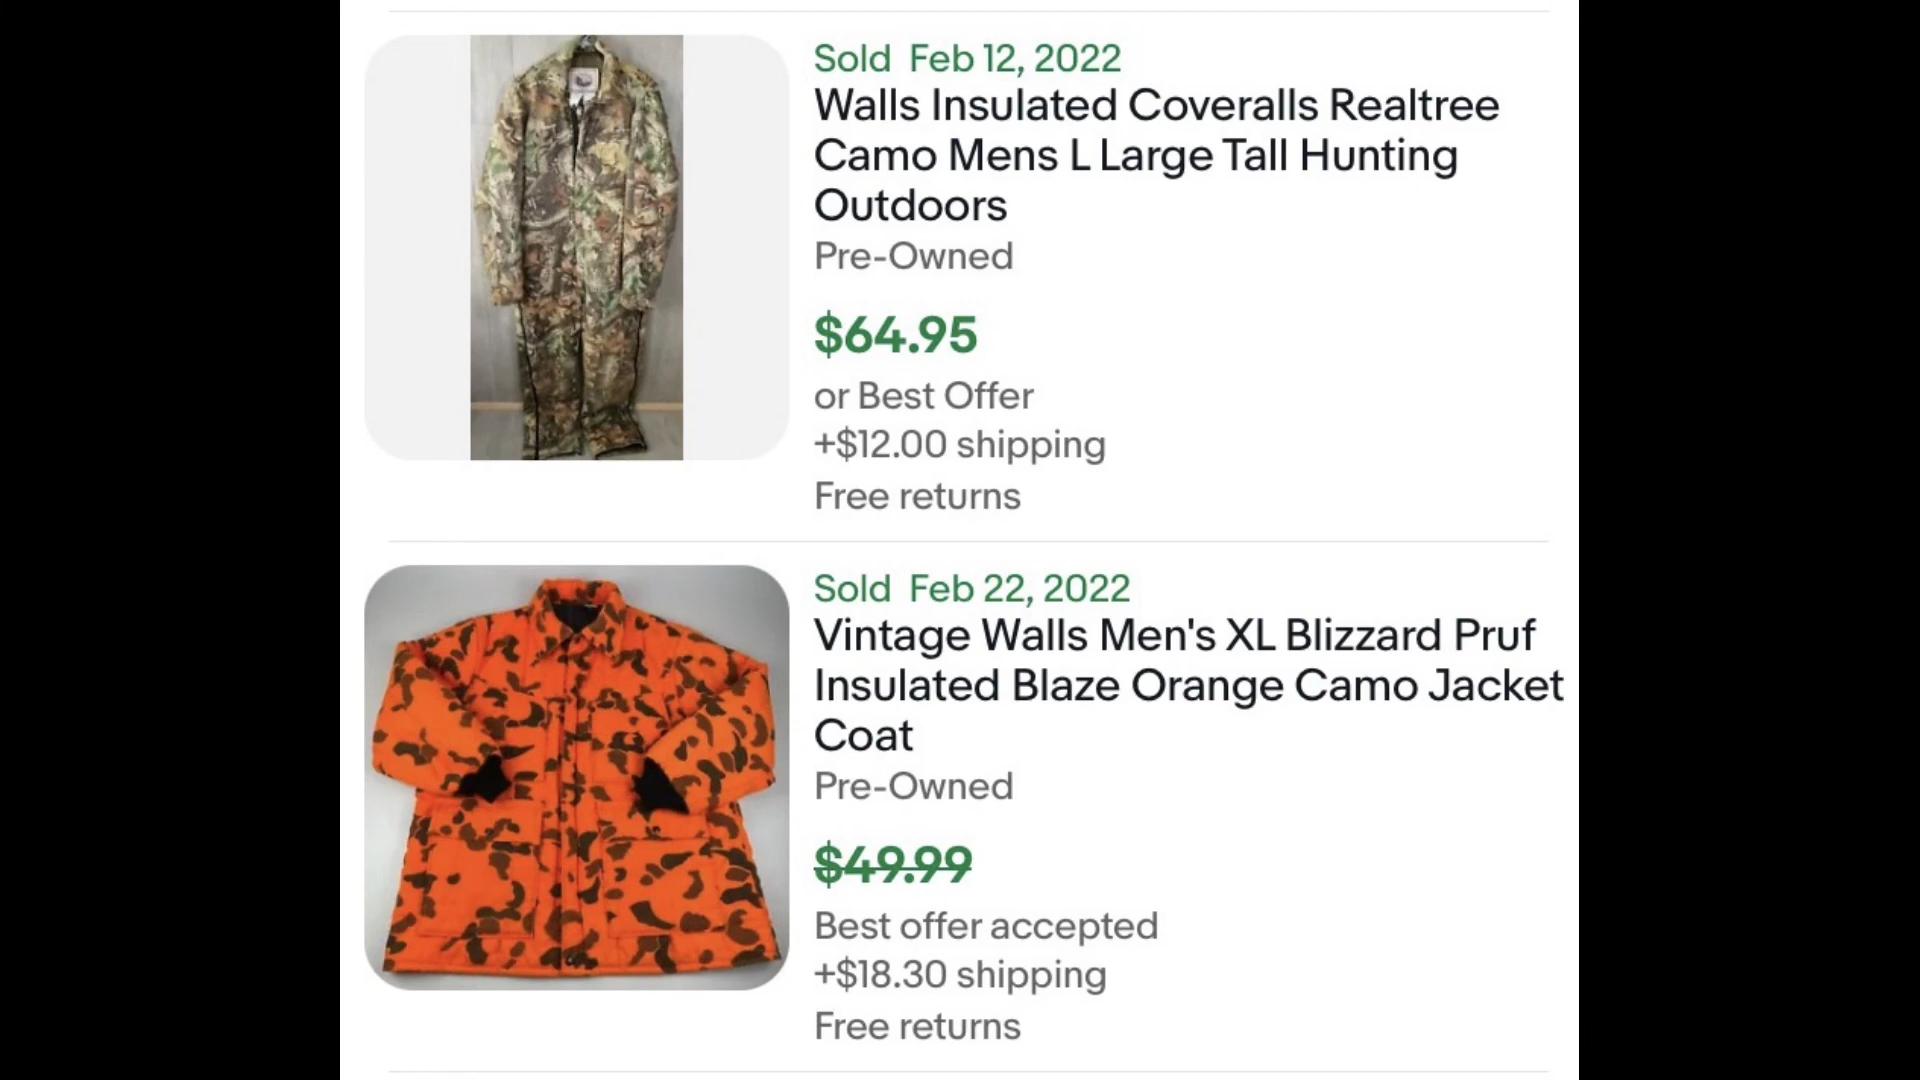 Sold Feb 12, 2022
Walls Insulated Coveralls Realtree
Camo Mens L Large Tall Hunting
Outdoors
Pre-Owned
$64.95
or Best Offer
+$12.00 shipping
Free returns
Sold Feb 22, 2022
Vintage Walls Men's XL Blizzard Pruf
Insulated Blaze Orange Camo Jacket
Coat
Pre-Owned
$49.99
Best offer accepted
+$18.30 shipping
Free returns